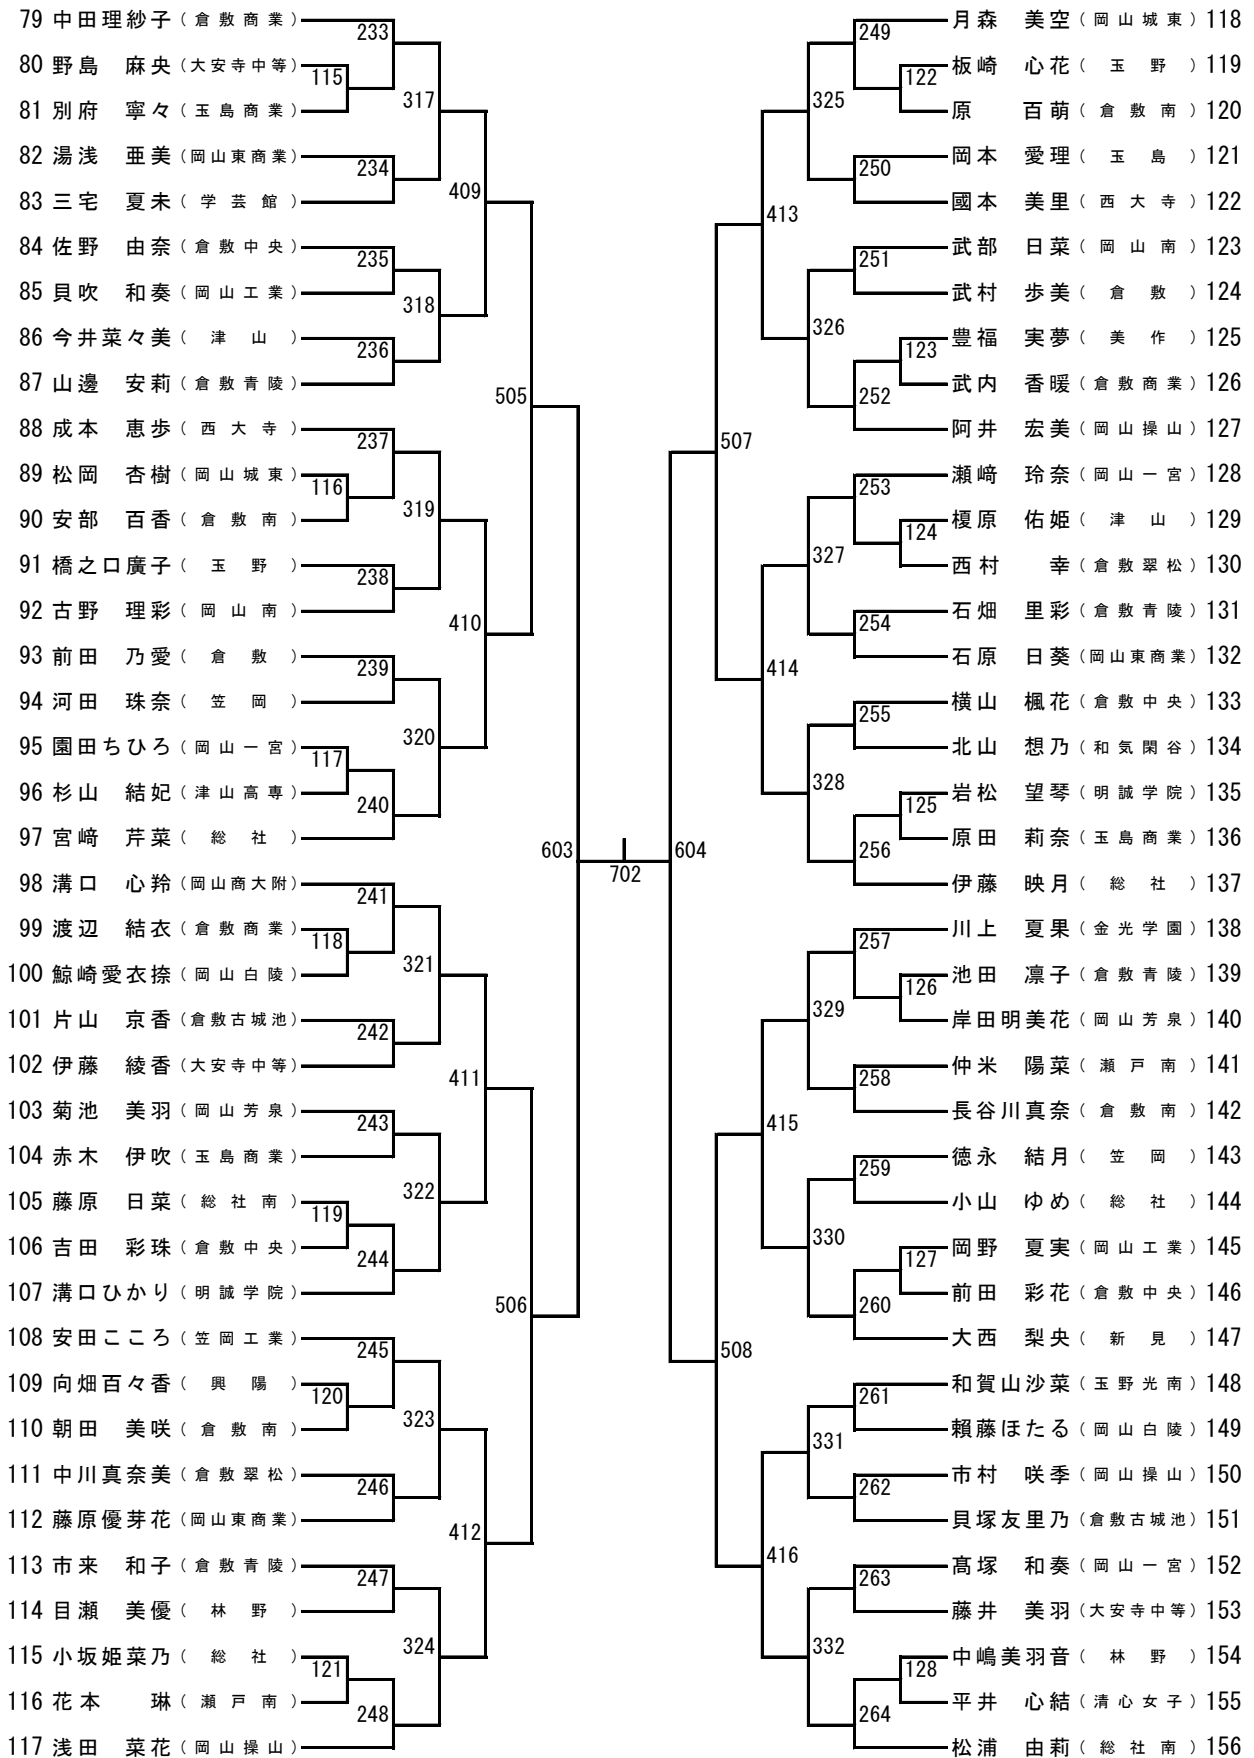 79 中田理紗子（倉敷商業）
80 野島 麻央（大安寺中等）
81 別府 寧々（玉島商業）
82 湯浅 亜美（岡山東商業）
83 三宅 夏未（学芸館）
84 佐野 由奈（倉敷中央）
85 貝吹 和奏（岡山工業）
86 今井菜々美（津山）
87 山邊 安莉（倉敷青陵）
88 成本 恵歩（西大寺）
89 松岡 杏樹（岡山城東）
90 安部 百香（倉敷南）
91 橋之口廣子（玉野）
92 古野 理彩（岡山南）
93 前田 乃愛（倉敷）
94 河田 珠奈（笠岡）
95 園田ちひろ（岡山一宮）
96 杉山 結妃（津山高専）
97 宮﨑 芹菜（総社）
98 溝口 心羚（岡山商大附）
99 渡辺 結衣（倉敷商業）
100 鯨崎愛衣捺（岡山白陵）
101 片山 京香（倉敷古城池）
102 伊藤 綾香（大安寺中等）
103 菊池 美羽（岡山芳泉）
104 赤木 伊吹（玉島商業）
105 藤原 日菜（総社南）
106 吉田 彩珠（倉敷中央）
107 溝口ひかり（明誠学院）
108 安田こころ（笠岡工業）
109 向畑百々香（興陽）
110 朝田 美咲（倉敷南）
111 中川真奈美（倉敷翠松）
112 藤原優芽花（岡山東商業）
113 市来 和子（倉敷青陵）
114 目瀬 美優（林野）
115 小坂姫菜乃（総社）
116 花本 琳（瀬戸南）
117 浅田 菜花（岡山操山）
115
116
117
118
119
120
121
233
234
235
236
237
238
239
240
241
242
243
244
245
246
247
248
317
318
319
320
321
322
323
324
409
410
411
412
505
506
603
702
604
507
508
413
414
415
416
325
326
327
328
329
330
331
332
249
250
251
252
253
254
255
256
257
258
259
260
261
262
263
264
122
123
124
125
126
127
128
月森 美空（岡山城東）118
板崎 心花（玉野）119
原 百萌（倉敷南）120
岡本 愛理（玉島）121
國本 美里（西大寺）122
武部 日菜（岡山南）123
武村 歩美（倉敷）124
豊福 実夢（美作）125
武内 香暖（倉敷商業）126
阿井 宏美（岡山操山）127
瀬﨑 玲奈（岡山一宮）128
榎原 佑姫（津山）129
西村 幸（倉敷翠松）130
石畑 里彩（倉敷青陵）131
石原 日葵（岡山東商業）132
横山 楓花（倉敷中央）133
北山 想乃（和気閑谷）134
岩松 望琴（明誠学院）135
原田 莉奈（玉島商業）136
伊藤 映月（総社）137
川上 夏果（金光学園）138
池田 凛子（倉敷青陵）139
岸田明美花（岡山芳泉）140
仲米 陽菜（瀬戸南）141
長谷川真奈（倉敷南）142
徳永 結月（笠岡）143
小山 ゆめ（総社）144
岡野 夏実（岡山工業）145
前田 彩花（倉敷中央）146
大西 梨央（新見）147
和賀山沙菜（玉野光南）148
頼藤ほたる（岡山白陵）149
市村 咲季（岡山操山）150
貝塚友里乃（倉敷古城池）151
髙塚 和奏（岡山一宮）152
藤井 美羽（大安寺中等）153
中嶋美羽音（林野）154
平井 心結（清心女子）155
松浦 由莉（総社南）156